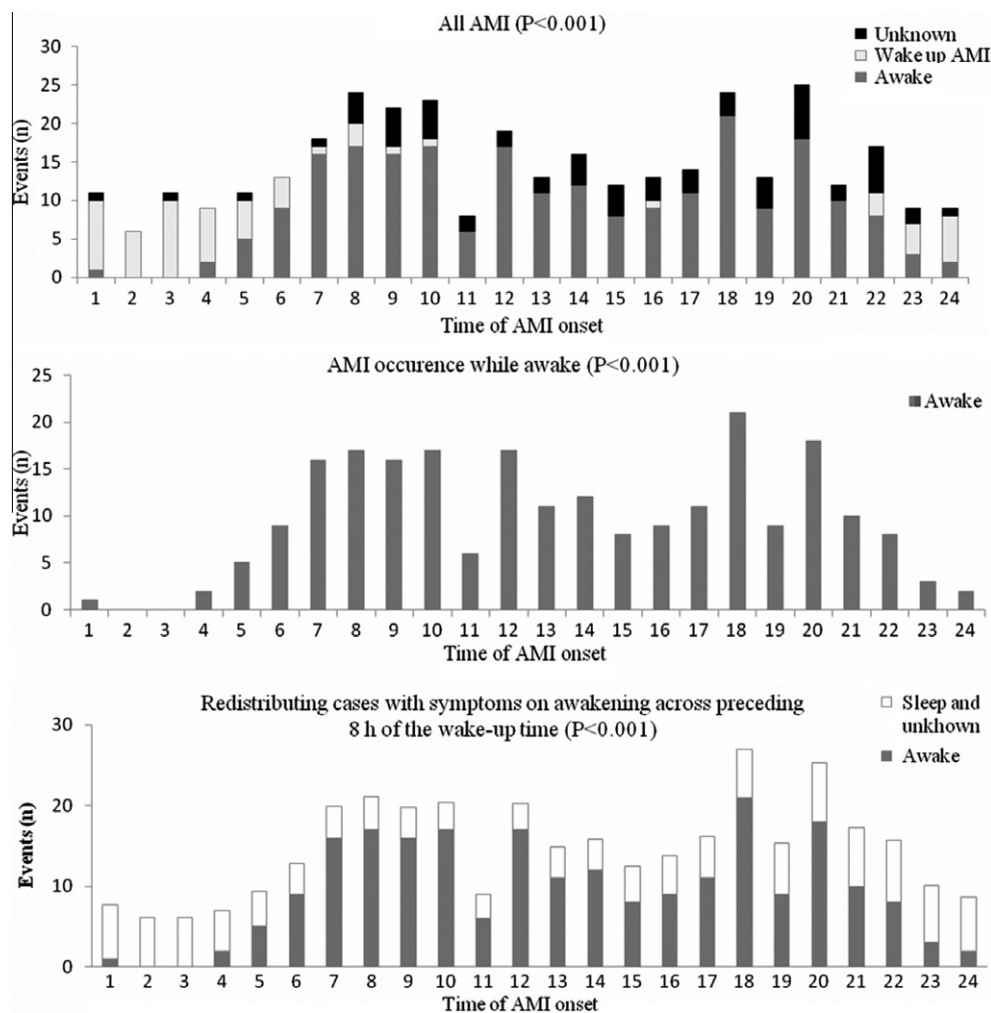 All AMI (P<0.001)
Unknown
Wake up AMI
Awake
Events (n)
30
25
20
15
10
5
0
1 2 3 4 5 6 7 8 9 10 11 12 13 14 15 16 17 18 19 20 21 22 23 24
Time of AMI onset
AMI occurence while awake (P<0.001)
Awake
Events (n)
25
20
15
10
5
0
1 2 3 4 5 6 7 8 9 10 11 12 13 14 15 16 17 18 19 20 21 22 23 24
Time of AMI onset
Redistributing cases with symptoms on awakening across preceding
8 h of the wake-up time (P<0.001)
Sleep and
unkhown
Awake
Events (n)
30
20
10
0
1 2 3 4 5 6 7 8 9 10 11 12 13 14 15 16 17 18 19 20 21 22 23 24
Time of AMI onset